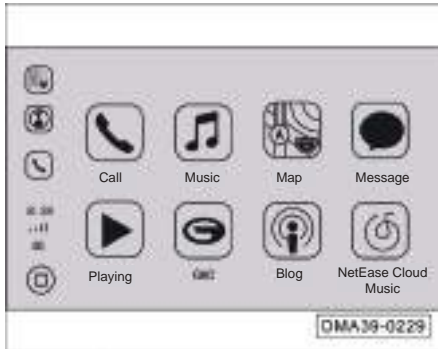 Call
Music
Map
Message
Playing
Blog
NetEase Cloud
Music
DMA39-0229